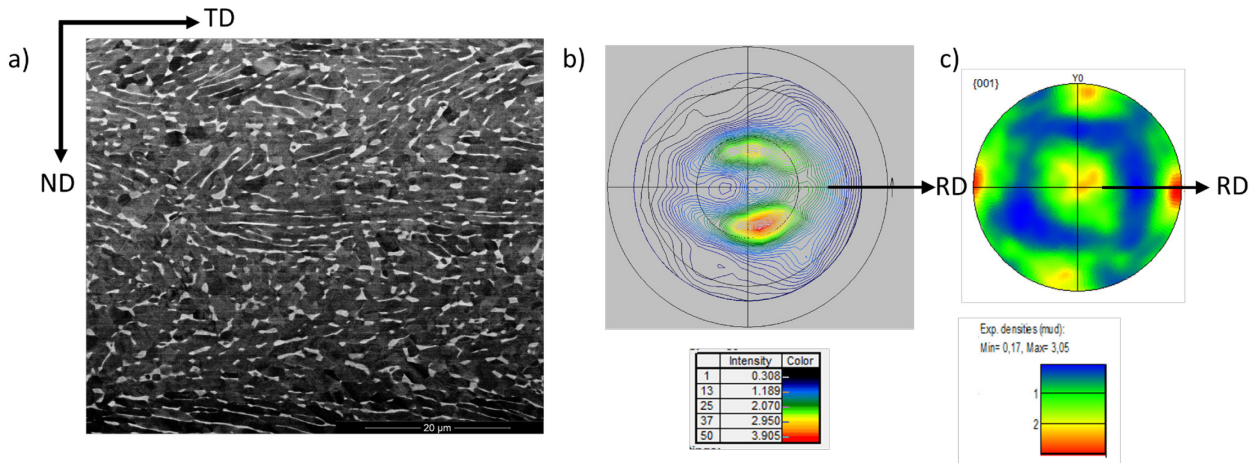 TD
a)
ND
20 µm
b)
RD
Intensity Color
1 0.308
13 1.189
25 2.070
37 2.950
50 3.905
c)
{001}
Y0
RD
Exp. densities (mud):
Min= 0,17, Max= 3,05
1
2